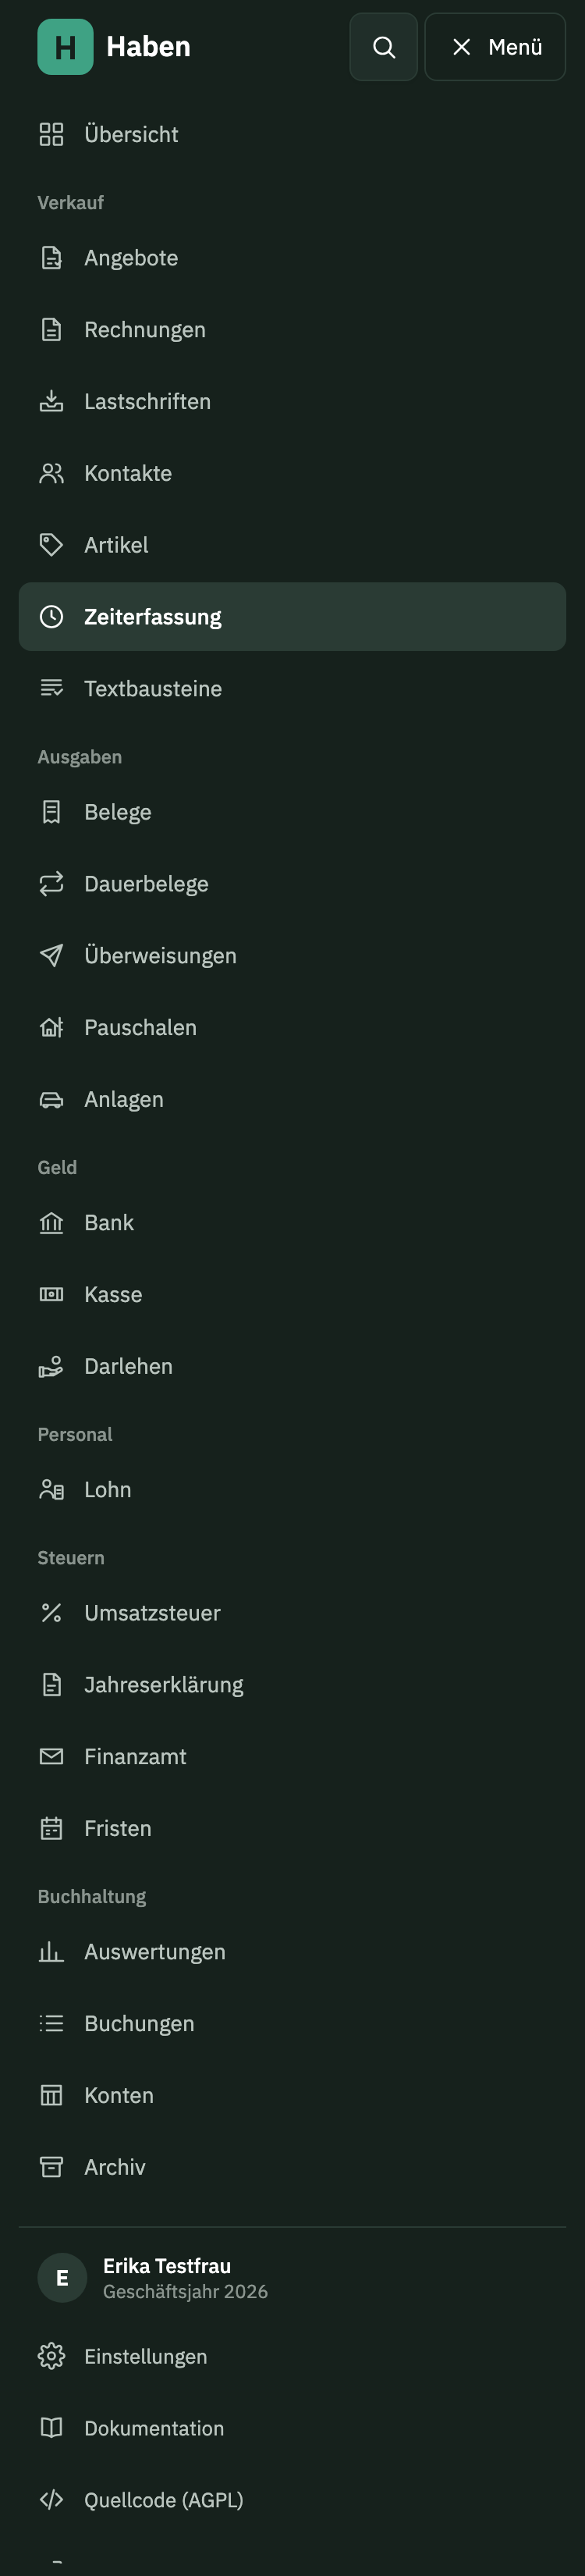 H Haben
Menü
Übersicht
Verkauf
Angebote
Rechnungen
Lastschriften
Kontakte
Artikel
Zeiterfassung
Textbausteine
Ausgaben
Belege
Dauerbelege
Überweisungen
Pauschalen
Anlagen
Geld
Bank
Kasse
Darlehen
Personal
Lohn
Steuern
Umsatzsteuer
Jahreserklärung
Finanzamt
Fristen
Buchhaltung
Auswertungen
Buchungen
Konten
Archiv
E
Erika Testfrau
Geschäftsjahr 2026
Einstellungen
Dokumentation
Quellcode (AGPL)